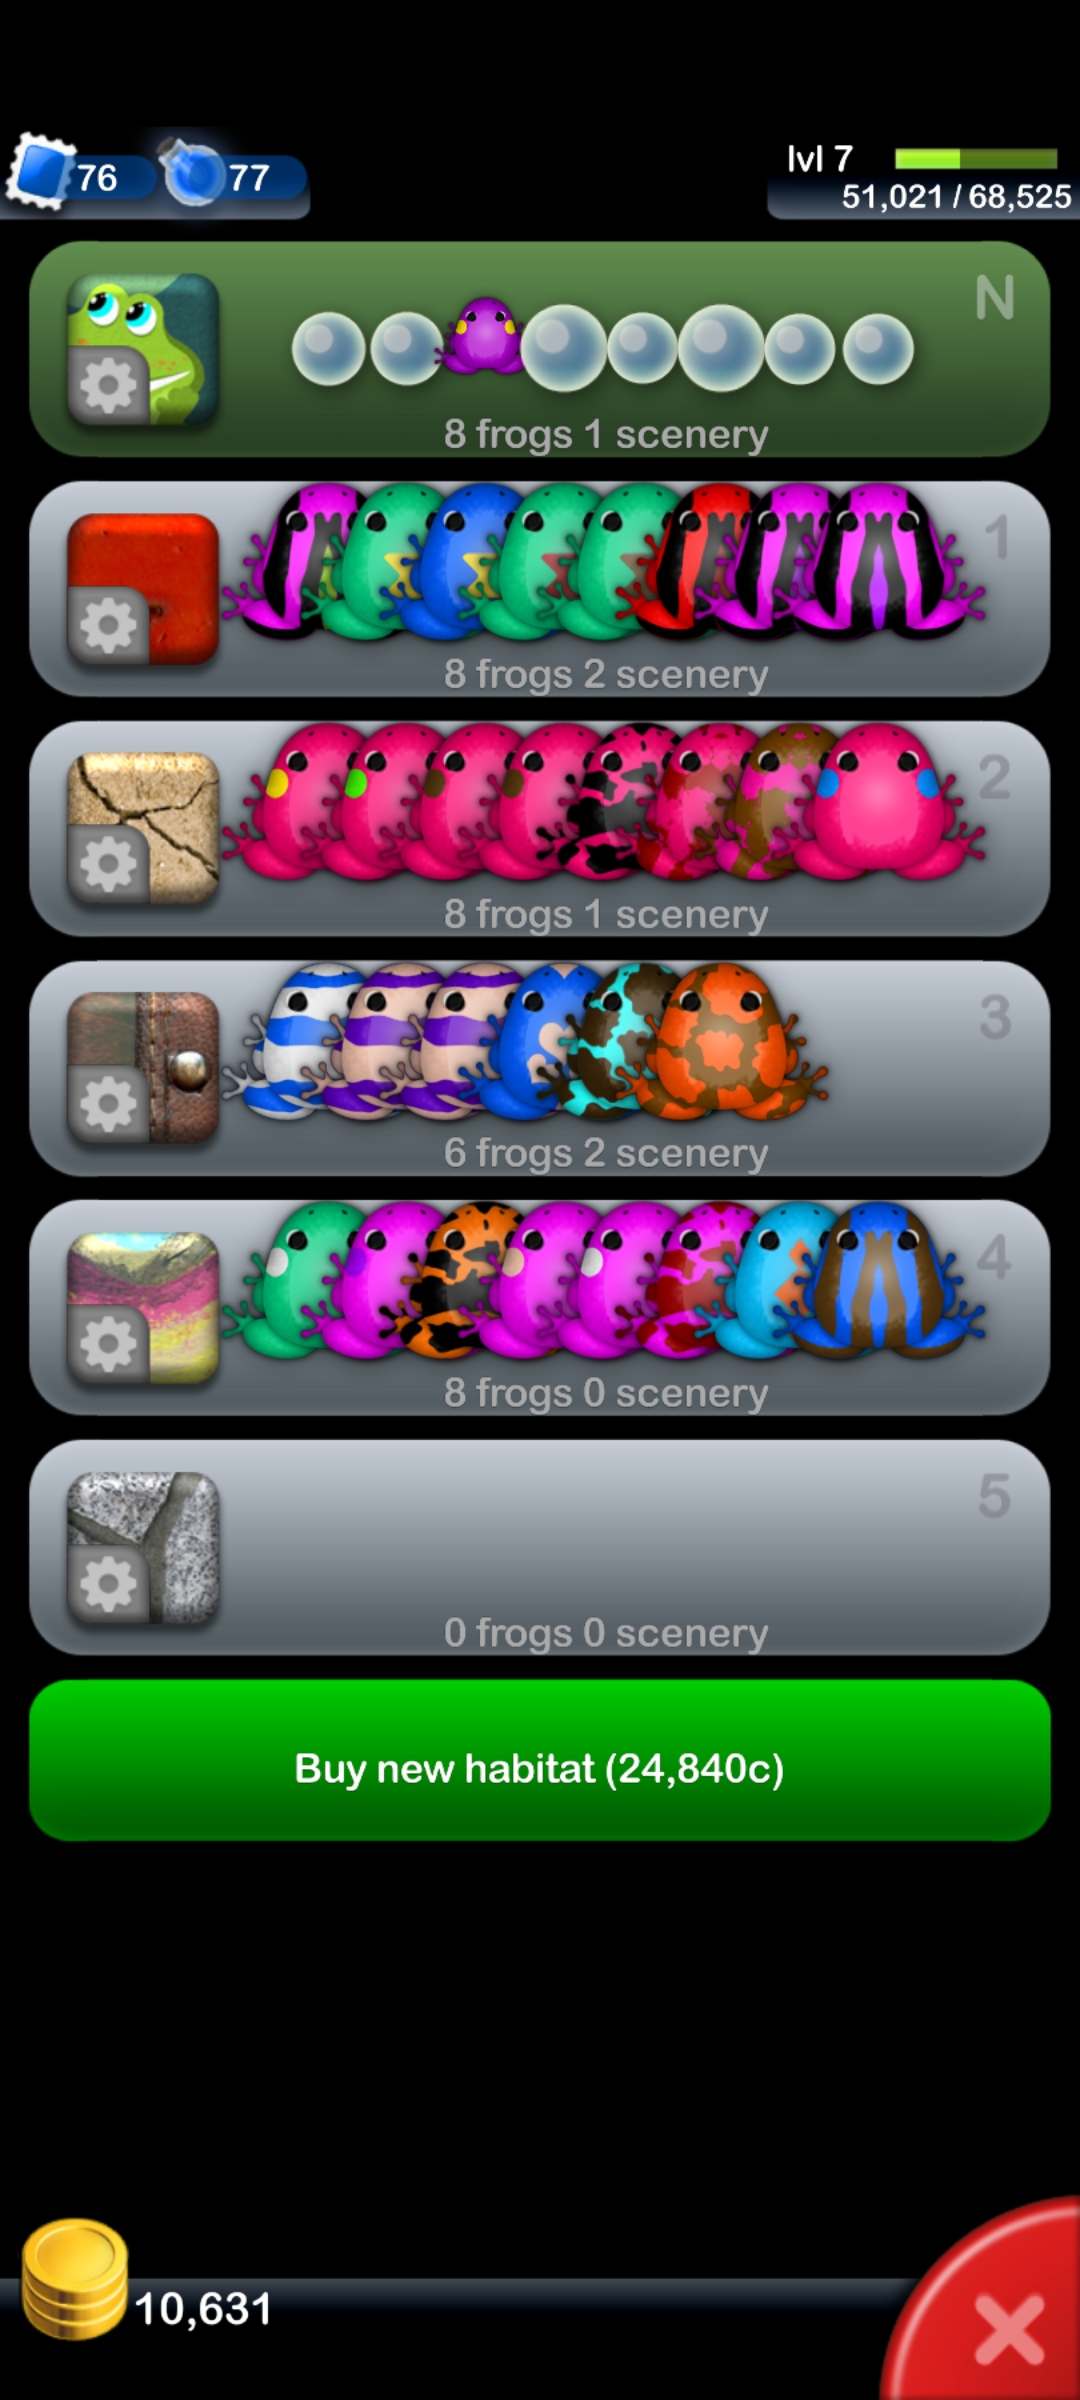 76 77 lvl 7
51,021 / 68,525
N
8 frogs 1 scenery
1
8 frogs 2 scenery
2
8 frogs 1 scenery
3
6 frogs 2 scenery
4
8 frogs 0 scenery
5
0 frogs 0 scenery
Buy new habitat (24,840c)
10,631